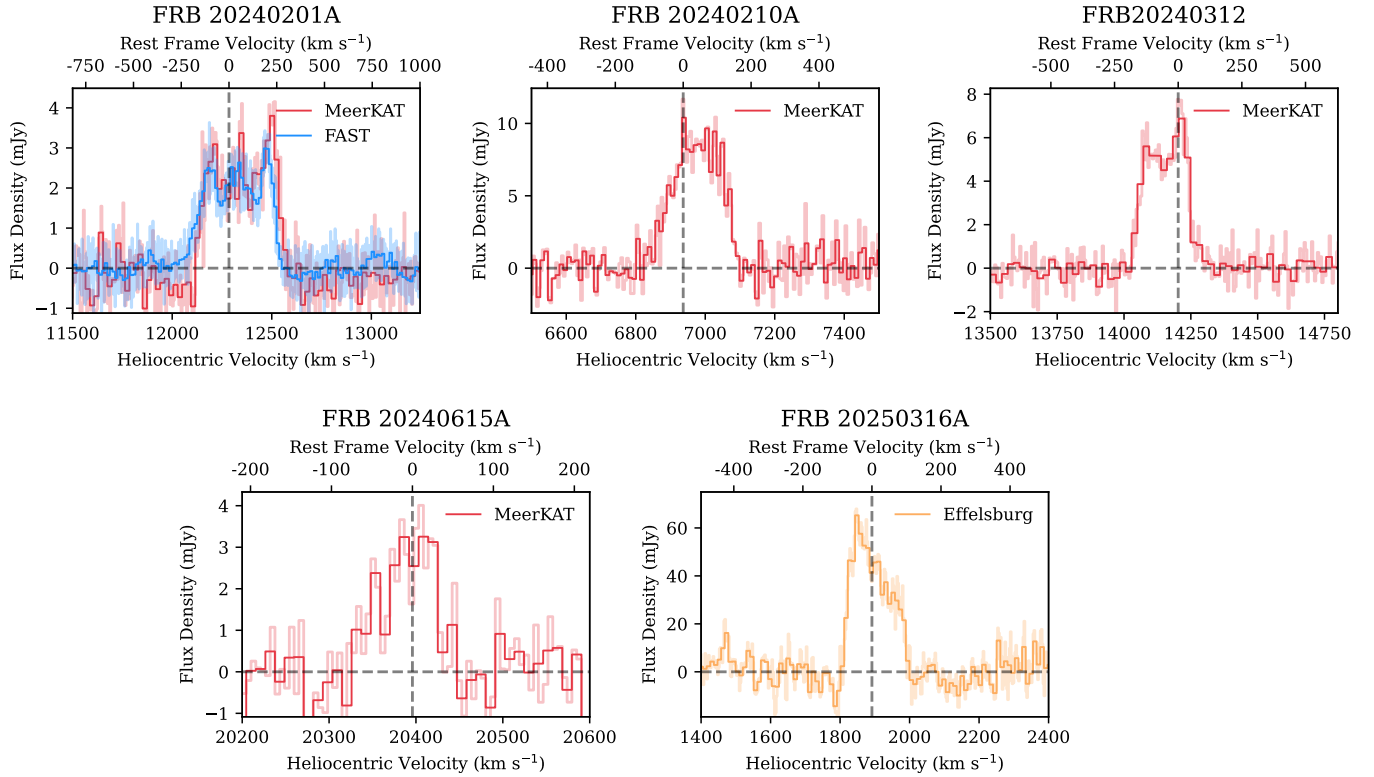 FRB 20240201A
Rest Frame Velocity (km s⁻¹)
-750 -500 -250 0 250 500 750 1000
MeerKAT
FAST
Flux Density (mJy)
4
3
2
1
0
−1
11500 12000 12500 13000
Heliocentric Velocity (km s⁻¹)
FRB 20240210A
Rest Frame Velocity (km s⁻¹)
-400 -200 0 200 400
MeerKAT
Flux Density (mJy)
10
5
0
6600 6800 7000 7200 7400
Heliocentric Velocity (km s⁻¹)
FRB20240312
Rest Frame Velocity (km s⁻¹)
-500 -250 0 250 500
MeerKAT
Flux Density (mJy)
8
6
4
2
0
−2
13500 13750 14000 14250 14500 14750
Heliocentric Velocity (km s⁻¹)
FRB 20240615A
Rest Frame Velocity (km s⁻¹)
-200 -100 0 100 200
MeerKAT
Flux Density (mJy)
4
3
2
1
0
−1
20200 20300 20400 20500 20600
Heliocentric Velocity (km s⁻¹)
FRB 20250316A
Rest Frame Velocity (km s⁻¹)
-400 -200 0 200 400
Effelsburg
Flux Density (mJy)
60
40
20
0
1400 1600 1800 2000 2200 2400
Heliocentric Velocity (km s⁻¹)